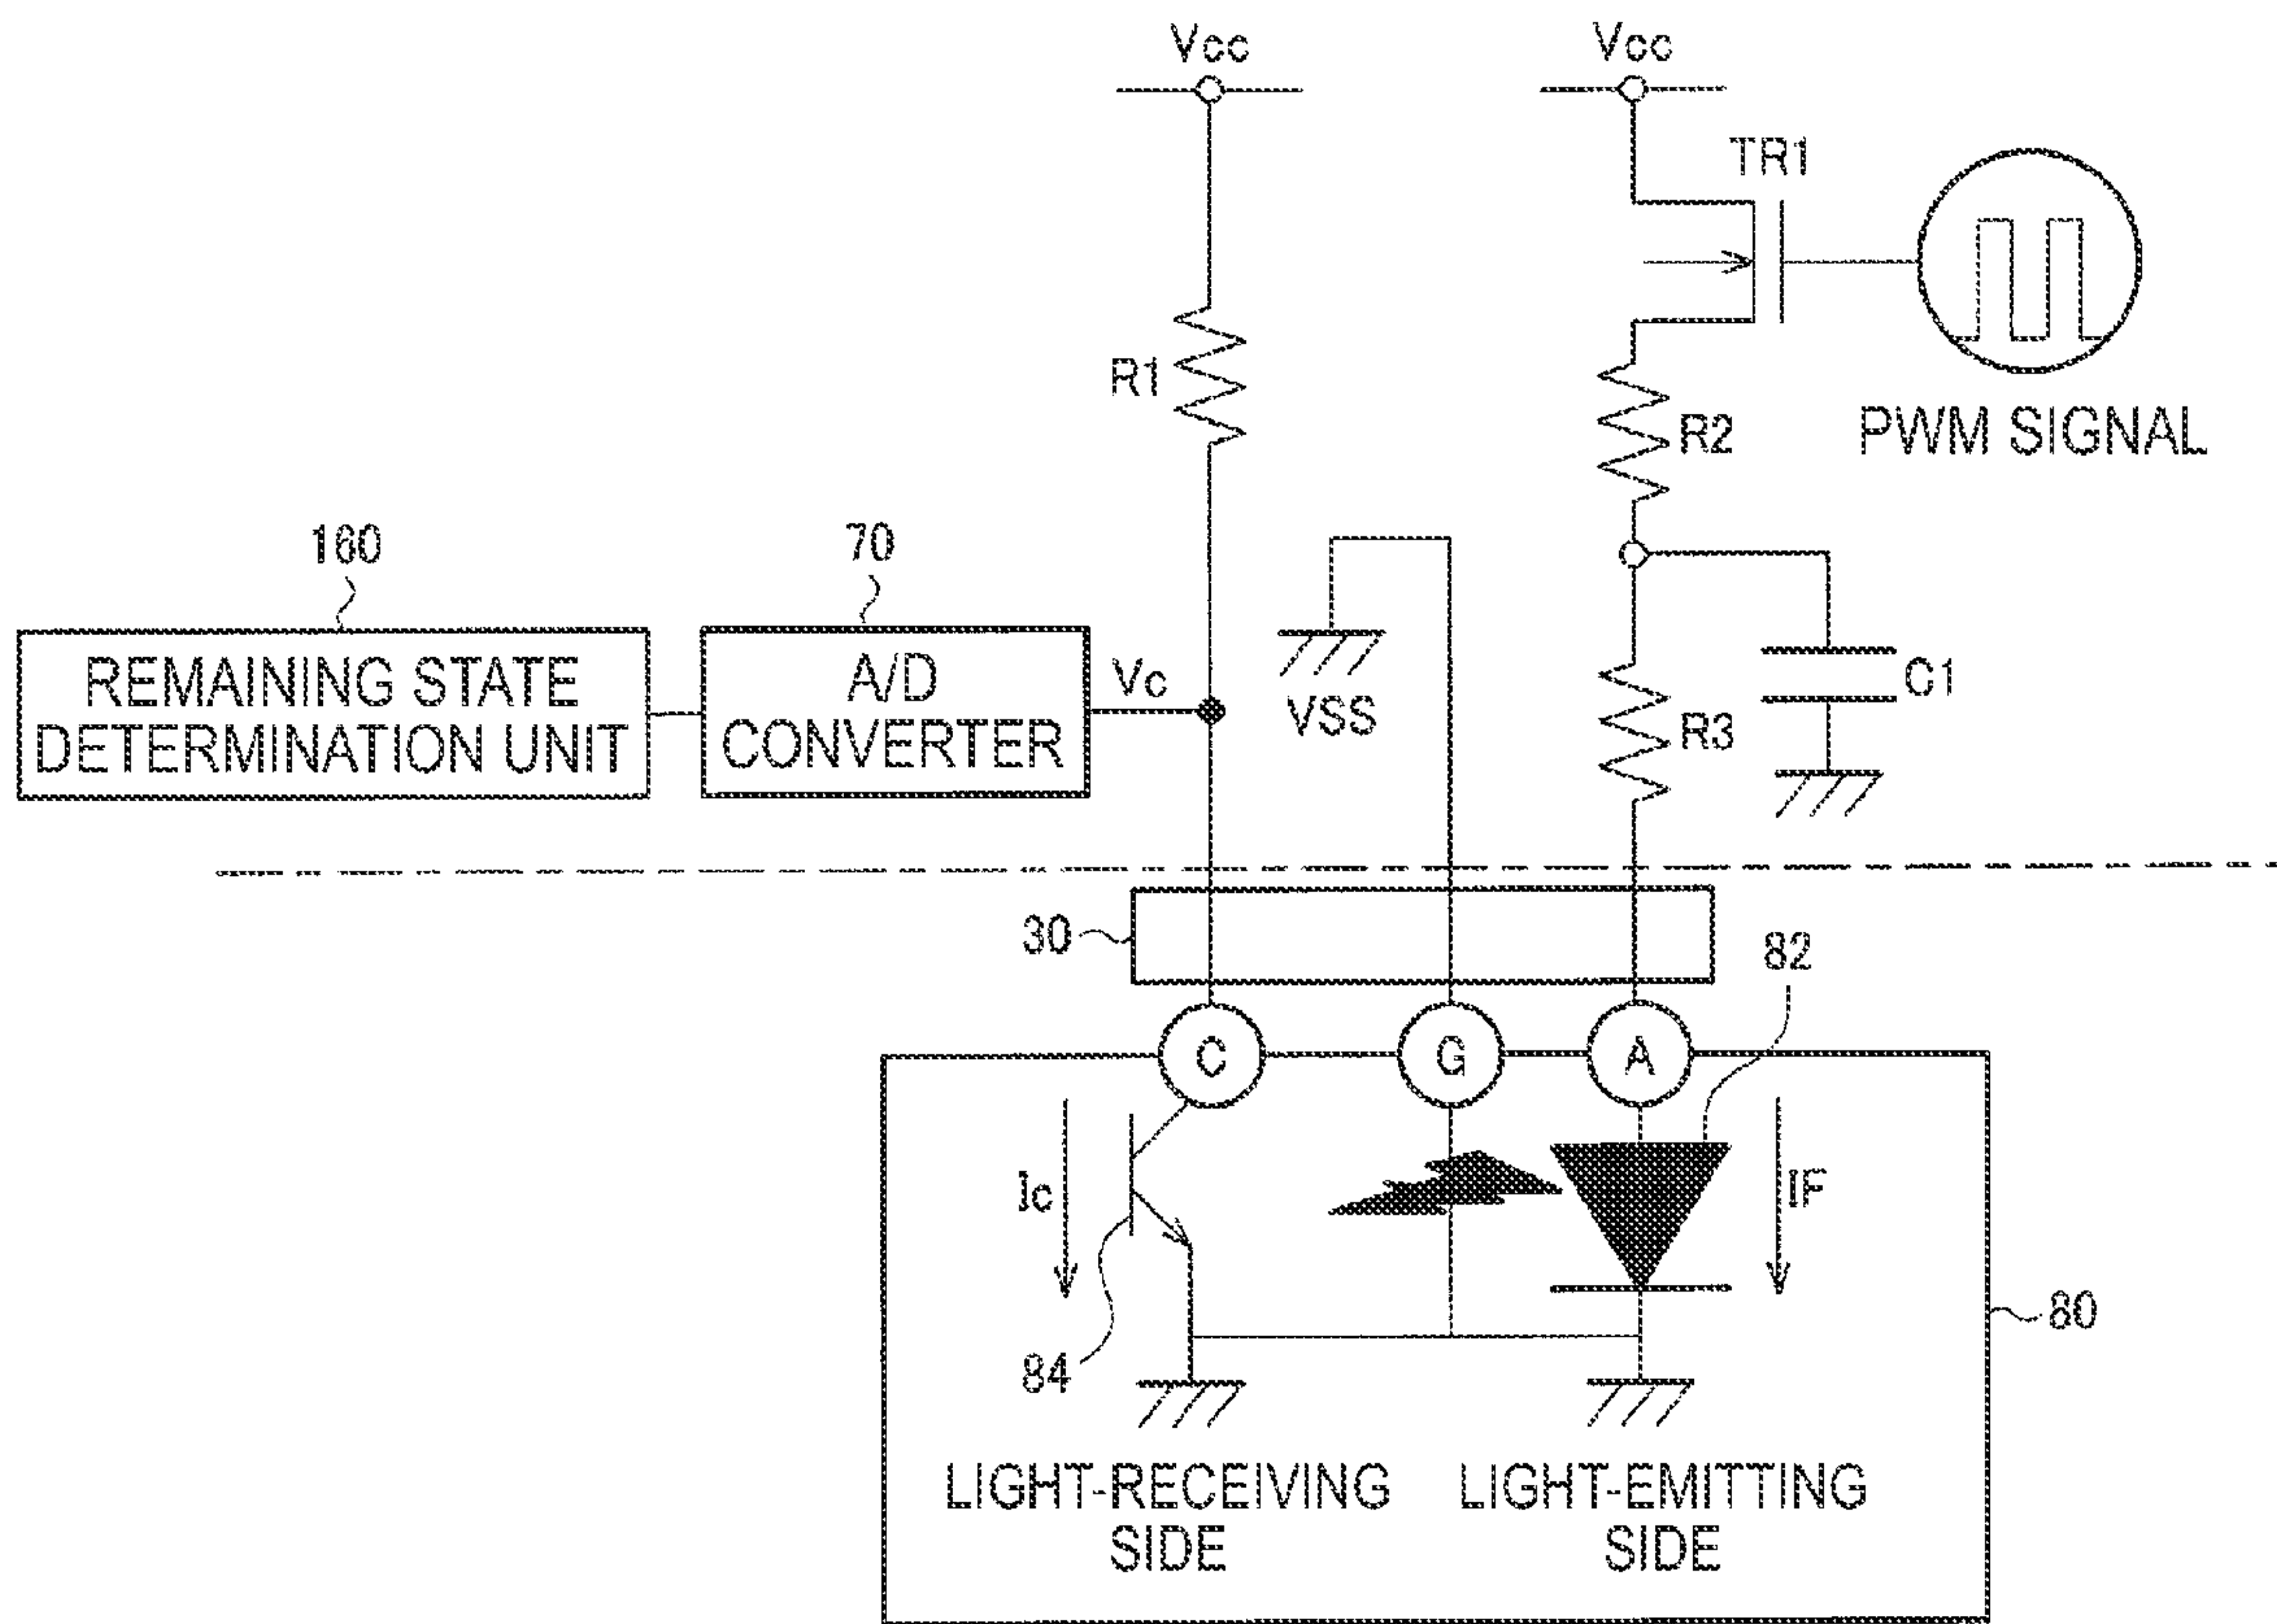 Vcc
Vcc
TR1
R1
R2
PWM SIGNAL
160
70
REMAINING STATE
DETERMINATION UNIT
A/D
CONVERTER
Vc
VSS
R3
C1
30
82
C
G
A
Ic
IF
84
80
LIGHT-RECEIVING
SIDE
LIGHT-EMITTING
SIDE